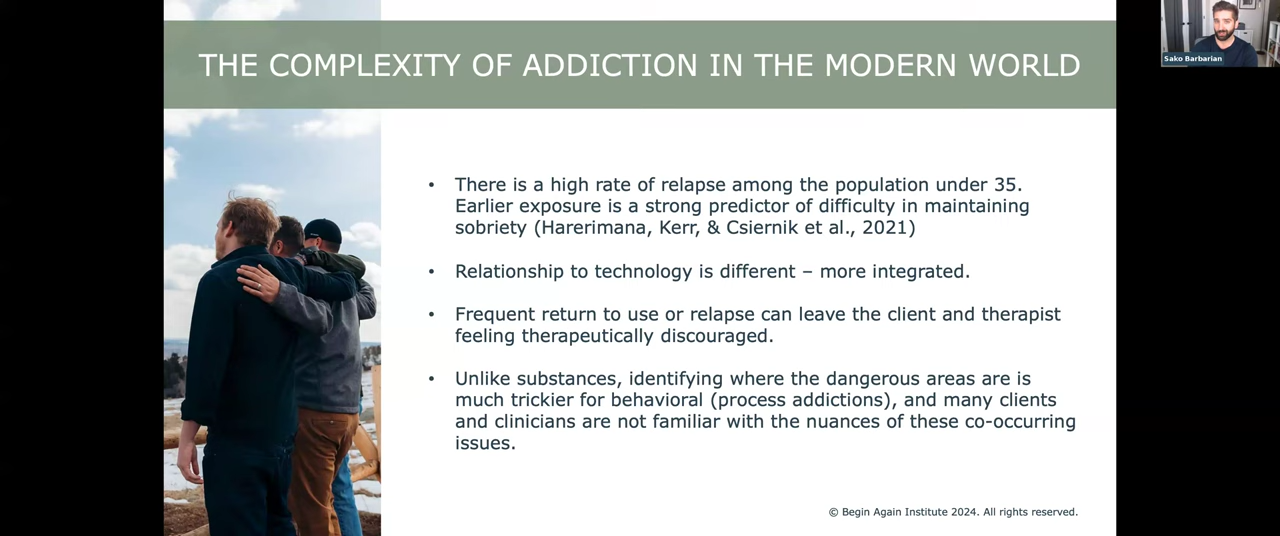 THE COMPLEXITY OF ADDICTION IN THE MODERN WORLD
Sako Barbarian
• There is a high rate of relapse among the population under 35.
Earlier exposure is a strong predictor of difficulty in maintaining
sobriety (Harerimana, Kerr, & Csiernik et al., 2021)
• Relationship to technology is different – more integrated.
• Frequent return to use or relapse can leave the client and therapist
feeling therapeutically discouraged.
• Unlike substances, identifying where the dangerous areas are is
much trickier for behavioral (process addictions), and many clients
and clinicians are not familiar with the nuances of these co-occurring
issues.
© Begin Again Institute 2024. All rights reserved.